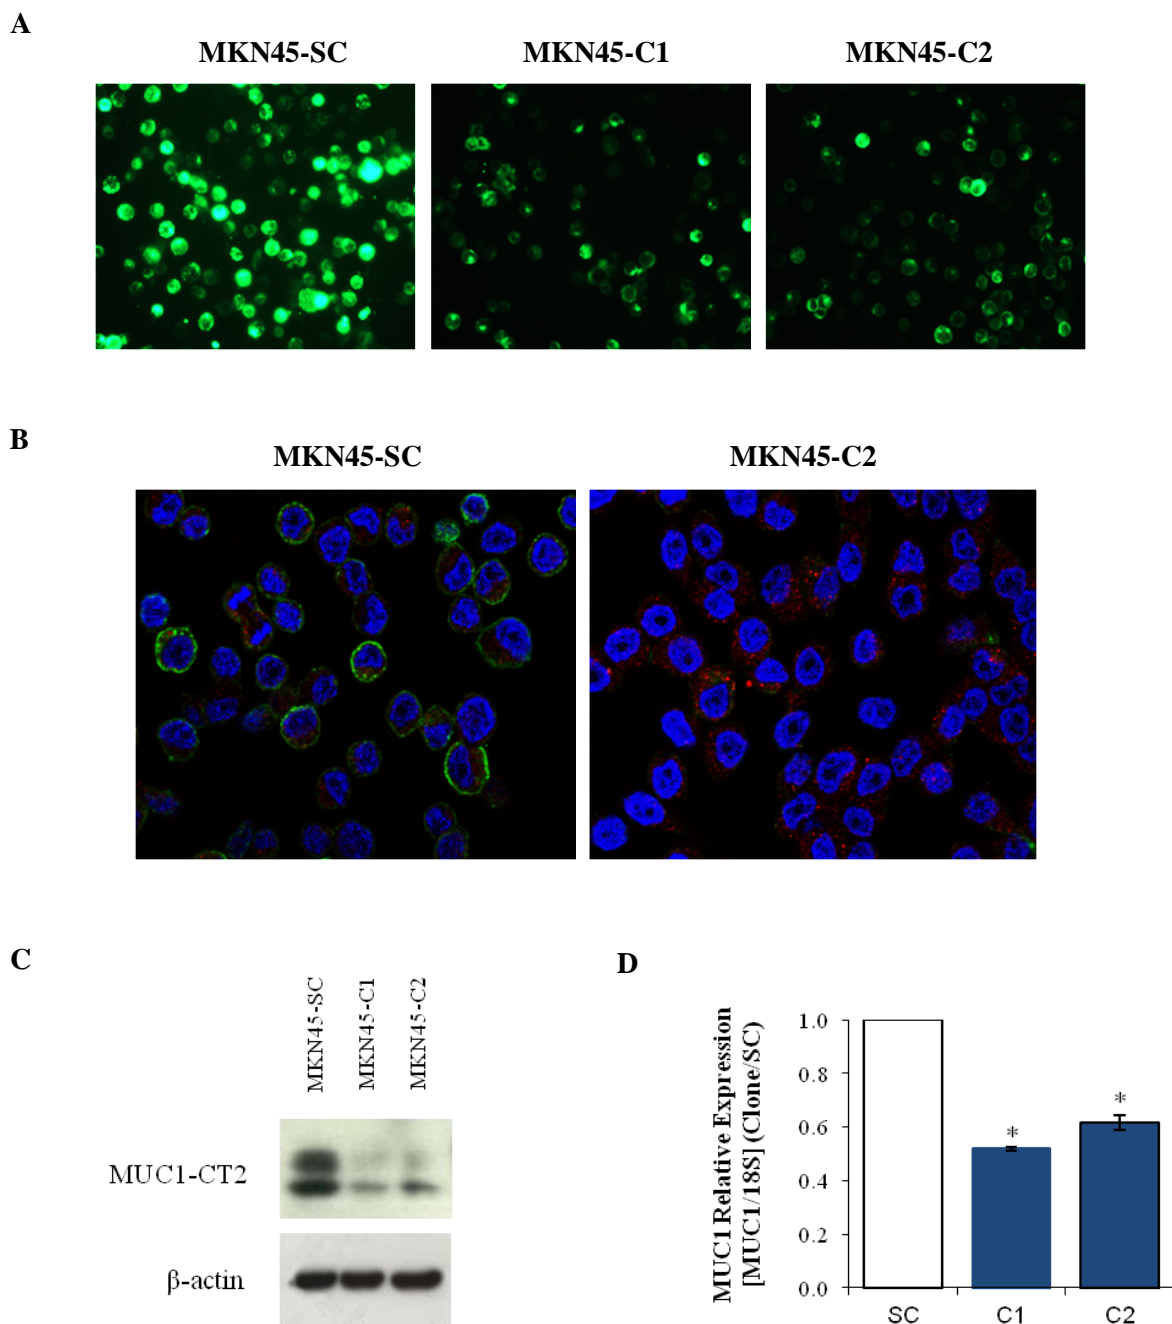 A
MKN45-SC
MKN45-C1
MKN45-C2
B
MKN45-SC
MKN45-C2
C
MKN45-SC
MKN45-C1
MKN45-C2
MUC1-CT2
β-actin
D
MUC1 Relative Expression
[MUC1/18S] (Clone/SC)
1.0
0.8
0.6
0.4
0.2
0.0
*
*
SC
C1
C2